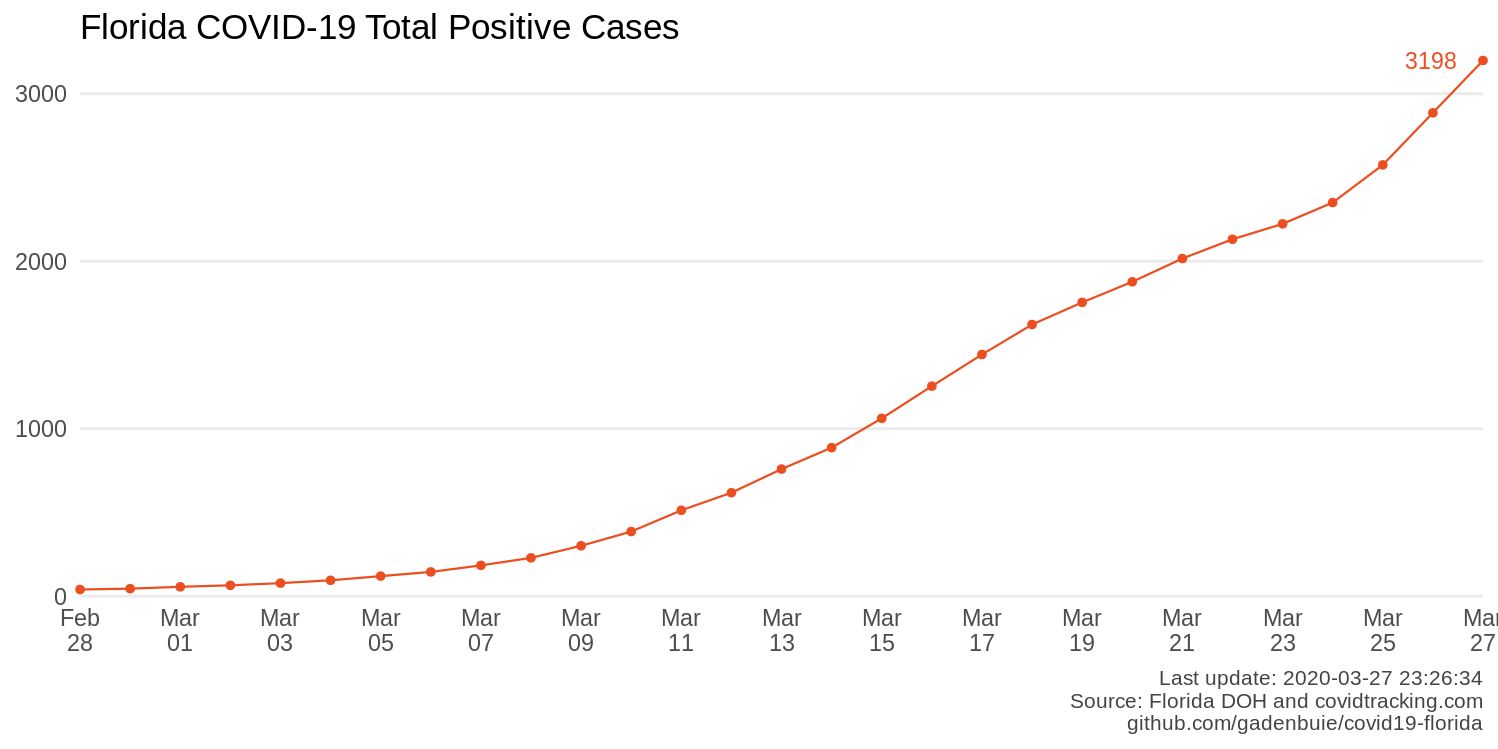 Florida COVID-19 Total Positive Cases
3198
3000
2000
1000
0
Feb Mar Mar Mar Mar Mar Mar Mar Mar Mar Mar Mar Mar Mar Mar
28 01 03 05 07 09 11 13 15 17 19 21 23 25 27
Last update: 2020-03-27 23:26:34
Source: Florida DOH and covidtracking.com
github.com/gadenbuie/covid19-florida